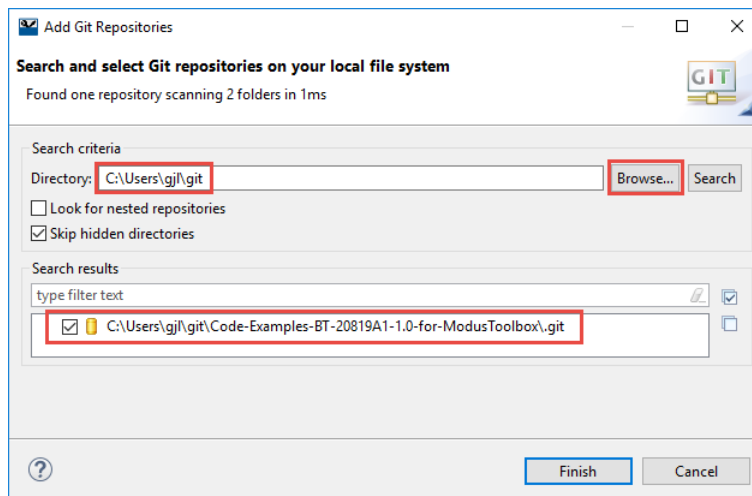 Add Git Repositories
Search and select Git repositories on your local file system
Found one repository scanning 2 folders in 1ms
GIT
Search criteria
Directory: C:\Users\gjl\git Browse... Search
Look for nested repositories
Skip hidden directories
Search results
type filter text
C:\Users\gjl\git\Code-Examples-BT-20819A1-1.0-for-ModusToolbox\.git
? Finish Cancel